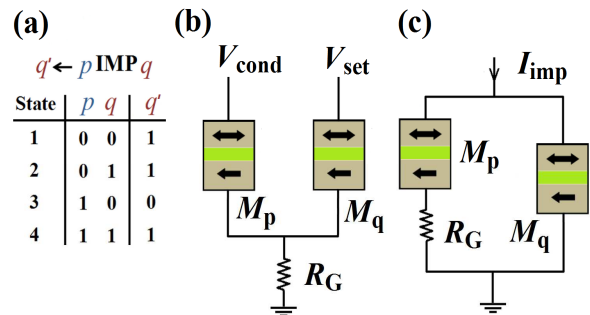 (a)
q' ← p IMP q
State p q q'
1 0 0 1
2 0 1 1
3 1 0 0
4 1 1 1
(b)
V_cond V_set
M_p M_q
R_G
(c)
I_imp
M_p
R_G M_q